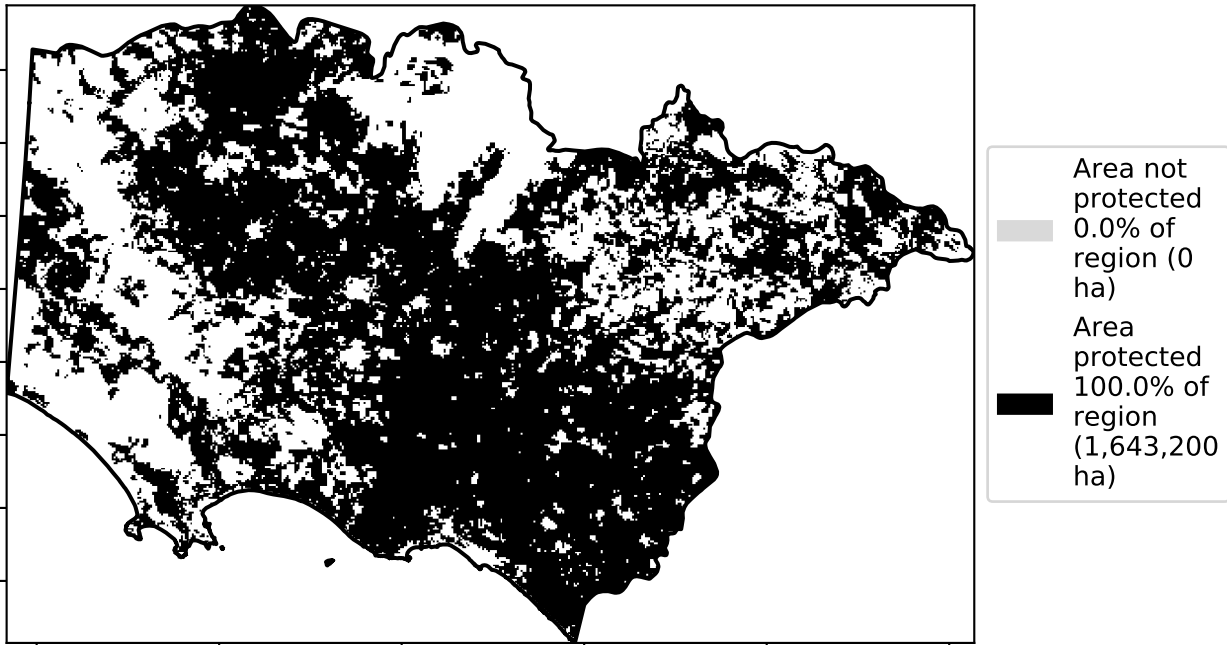 Area not
protected
0.0% of
region (0
ha)
Area
protected
100.0% of
region
(1,643,200
ha)